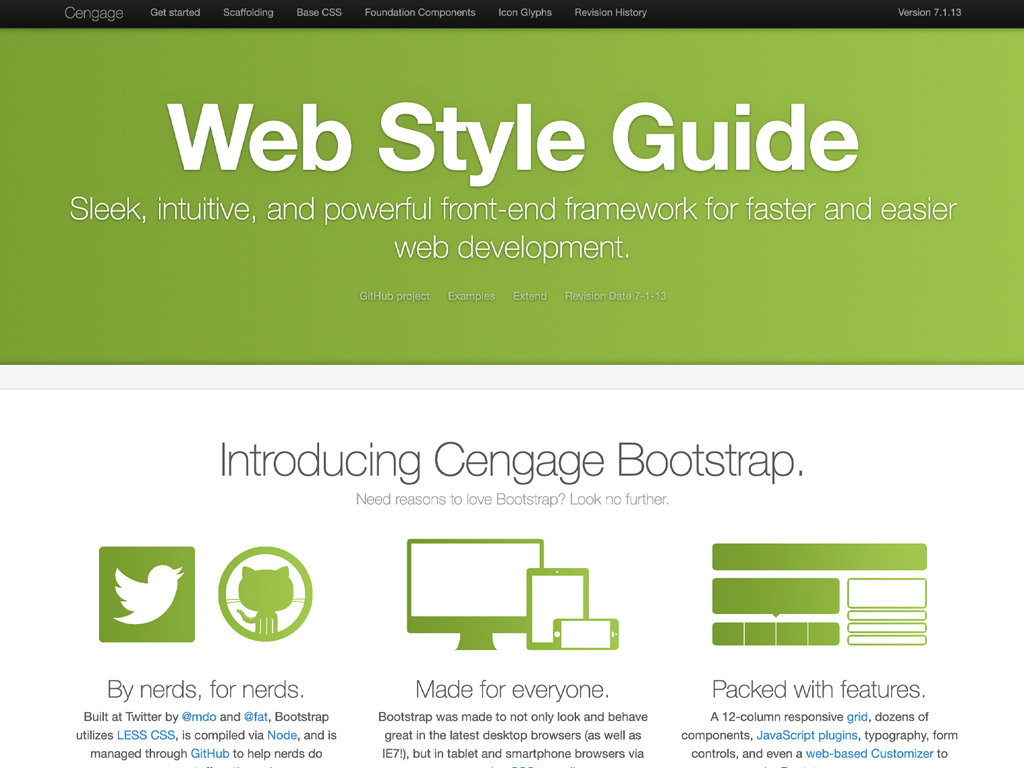 Cengage Get started Scaffolding Base CSS Foundation Components Icon Glyphs Revision History Version 7.1.13
Web Style Guide
Sleek, intuitive, and powerful front-end framework for faster and easier
web development.
GitHub project Examples Extend Revision Date 7-1-13
Introducing Cengage Bootstrap.
Need reasons to love Bootstrap? Look no further.
By nerds, for nerds.
Built at Twitter by @mdo and @fat, Bootstrap
utilizes LESS CSS, is compiled via Node, and is
managed through GitHub to help nerds do
Made for everyone.
Bootstrap was made to not only look and behave
great in the latest desktop browsers (as well as
IE7!), but in tablet and smartphone browsers via
Packed with features.
A 12-column responsive grid, dozens of
components, JavaScript plugins, typography, form
controls, and even a web-based Customizer to